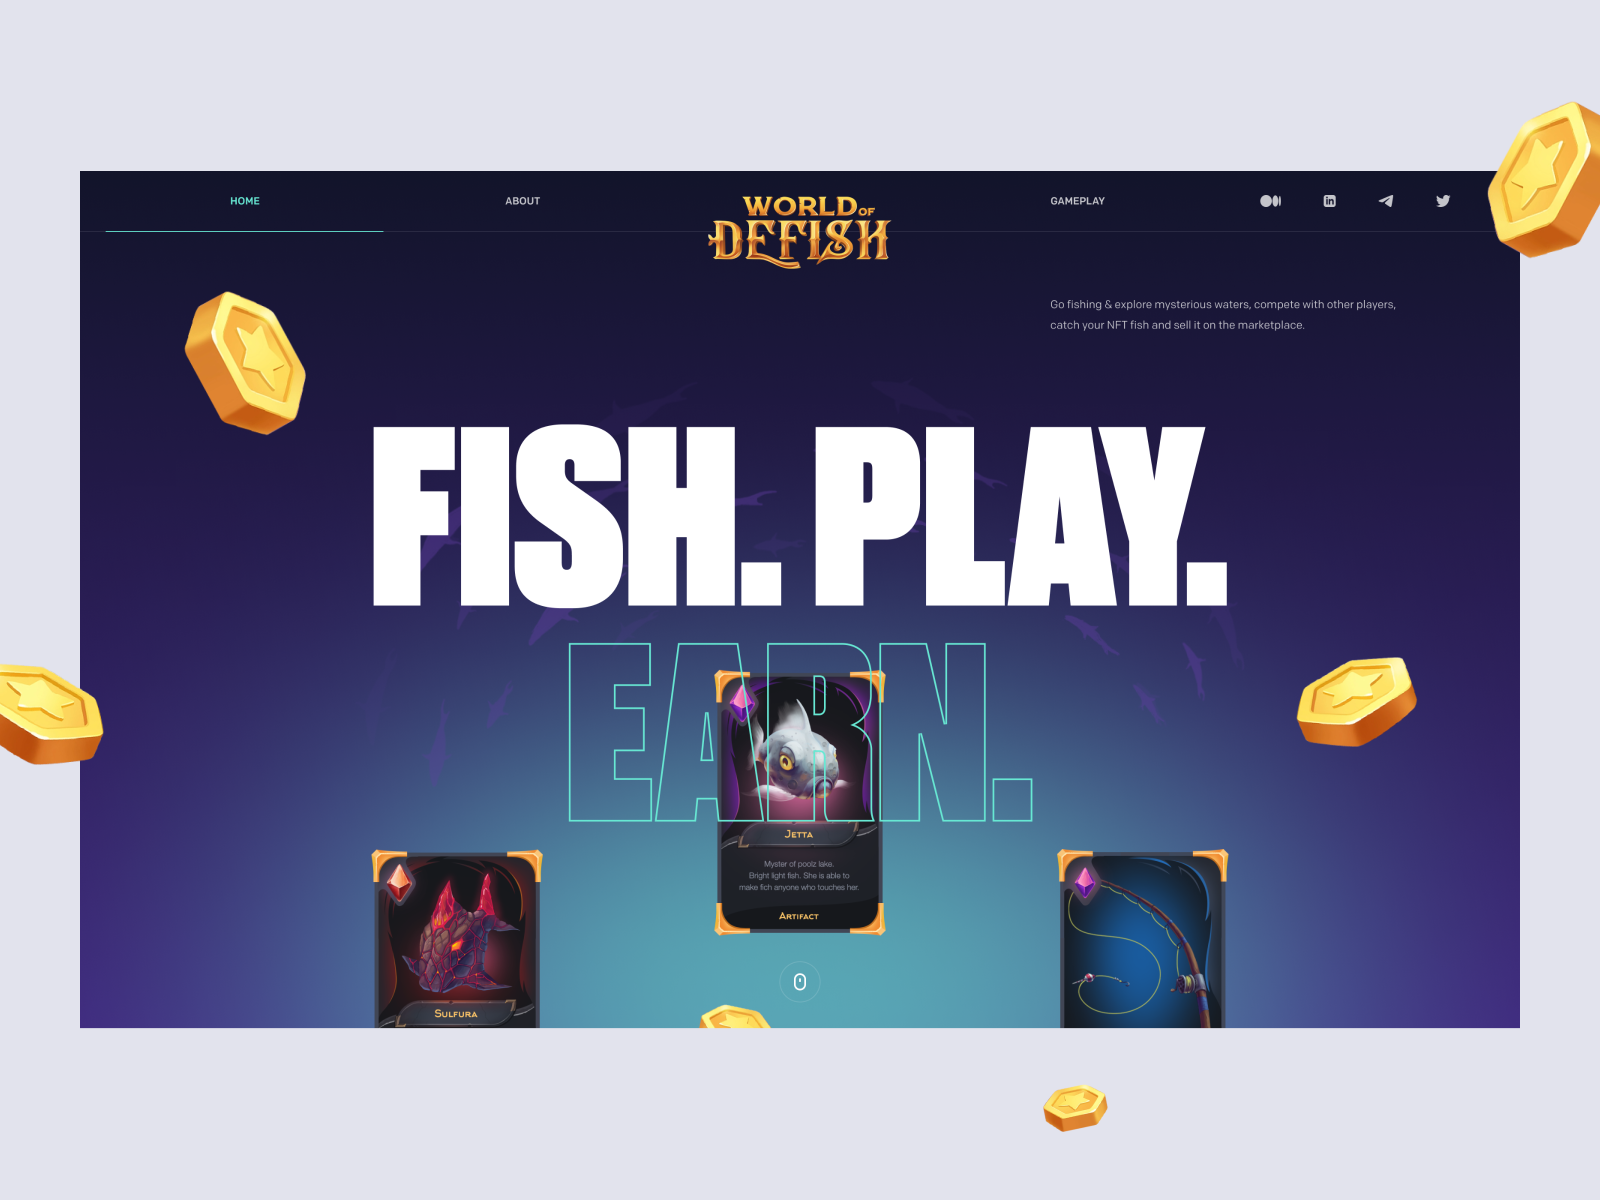 HOME
ABOUT
WORLD OF
DEFISH
GAMEPLAY
in
Go fishing & explore mysterious waters, compete with other players,
catch your NFT fish and sell it on the marketplace.
FISH. PLAY.
EARN.
Jetta
Myster of poolz lake.
Bright light fish. She is able to
make fich anyone who touches her.
Artifact
Sulfura